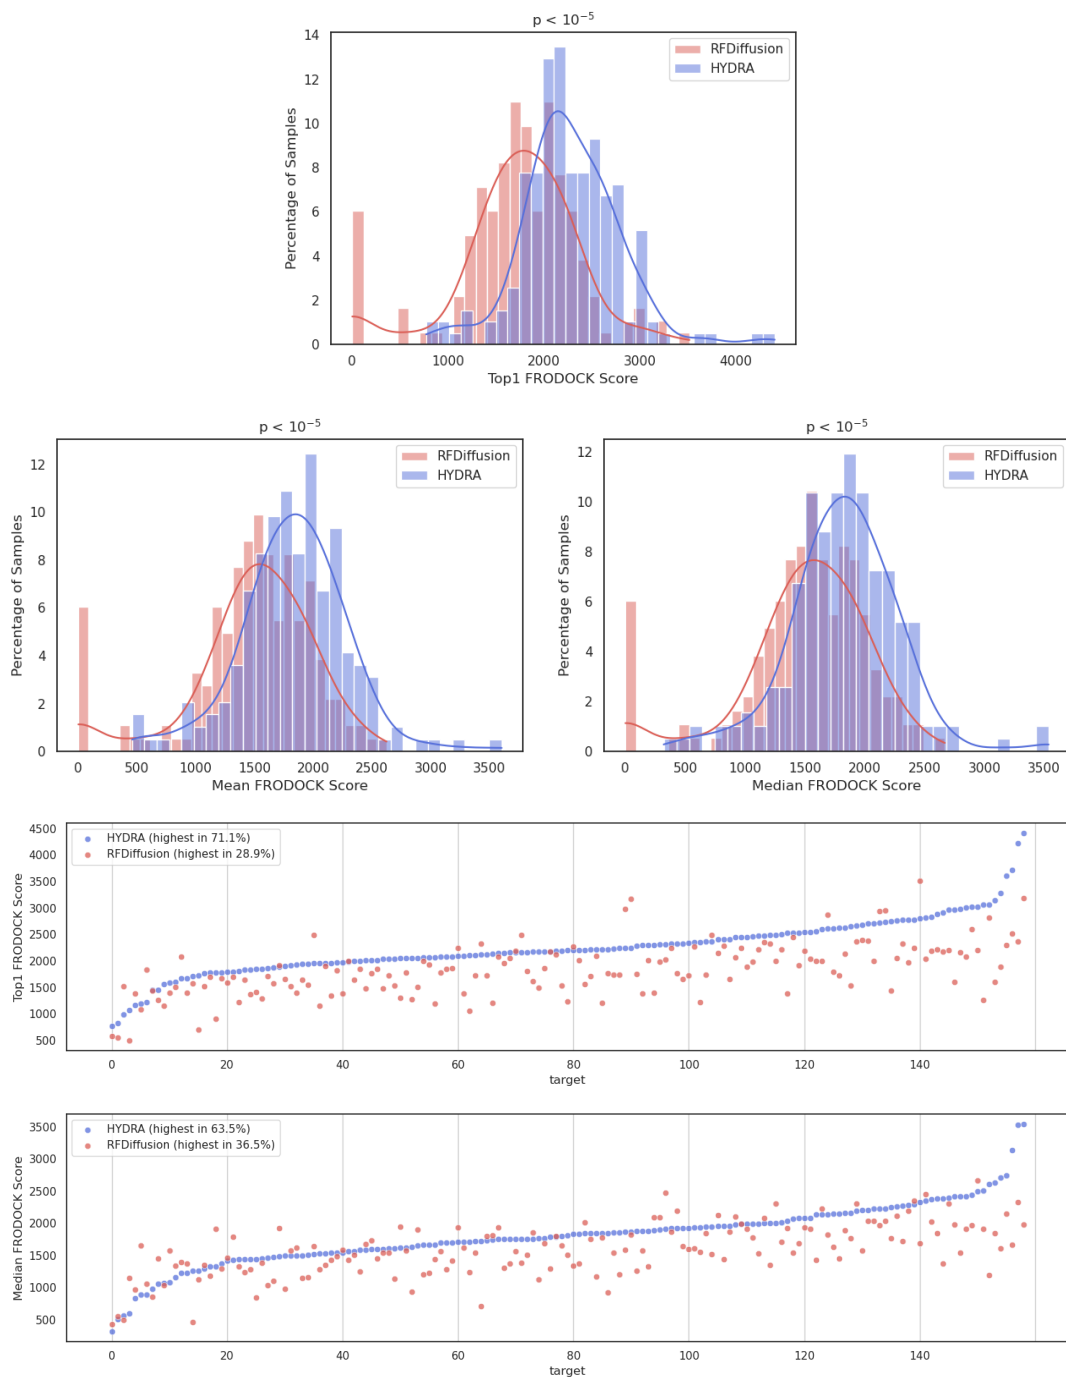 p < 10⁻⁵
14
12
10
8
6
4
2
0
Percentage of Samples
RFDiffusion
HYDRA
0 1000 2000 3000 4000
Top1 FRODOCK Score
p < 10⁻⁵
12
10
8
6
4
2
0
Percentage of Samples
RFDiffusion
HYDRA
0 500 1000 1500 2000 2500 3000 3500
Mean FRODOCK Score
p < 10⁻⁵
12
10
8
6
4
2
0
Percentage of Samples
RFDiffusion
HYDRA
0 500 1000 1500 2000 2500 3000 3500
Median FRODOCK Score
4500
4000
3500
3000
2500
2000
1500
1000
500
Top1 FRODOCK Score
HYDRA (highest in 71.1%)
RFDiffusion (highest in 28.9%)
0 20 40 60 80 100 120 140
target
3500
3000
2500
2000
1500
1000
500
Median FRODOCK Score
HYDRA (highest in 63.5%)
RFDiffusion (highest in 36.5%)
0 20 40 60 80 100 120 140
target